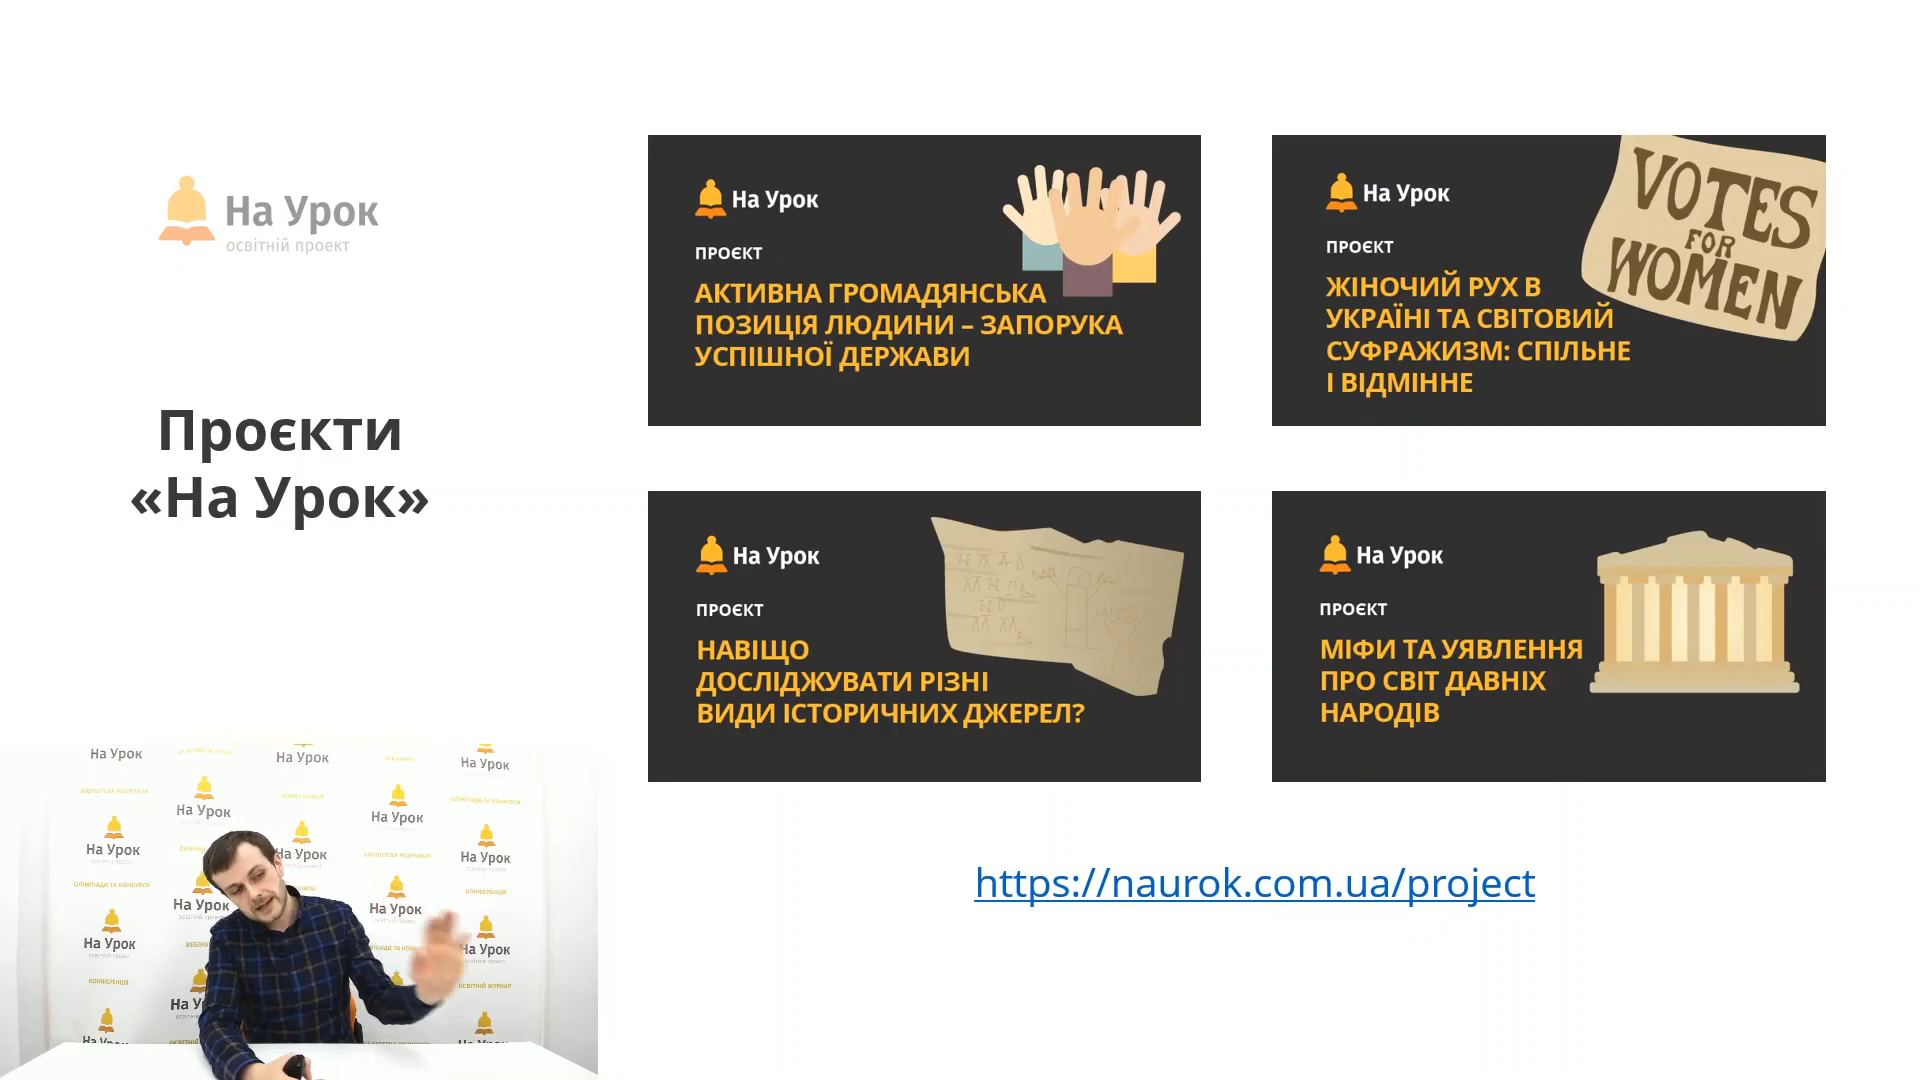 На Урок
освітній проект
Проєкти
«На Урок»
На Урок
ПРОЄКТ
АКТИВНА ГРОМАДЯНСЬКА
ПОЗИЦІЯ ЛЮДИНИ – ЗАПОРУКА
УСПІШНОЇ ДЕРЖАВИ
На Урок
ПРОЄКТ
ЖІНОЧИЙ РУХ В
УКРАЇНІ ТА СВІТОВИЙ
СУФРАЖИЗМ: СПІЛЬНЕ
І ВІДМІННЕ
VOTES
FOR
WOMEN
На Урок
ПРОЄКТ
НАВІЩО
ДОСЛІДЖУВАТИ РІЗНІ
ВИДИ ІСТОРИЧНИХ ДЖЕРЕЛ?
На Урок
ПРОЄКТ
МІФИ ТА УЯВЛЕННЯ
ПРО СВІТ ДАВНІХ
НАРОДІВ
https://naurok.com.ua/project
На Урок
На Урок
На Урок
На Урок
На Урок
На Урок
На Урок
На Урок
На Урок
На Урок
На Урок
КОНФЕРЕНЦІЯ